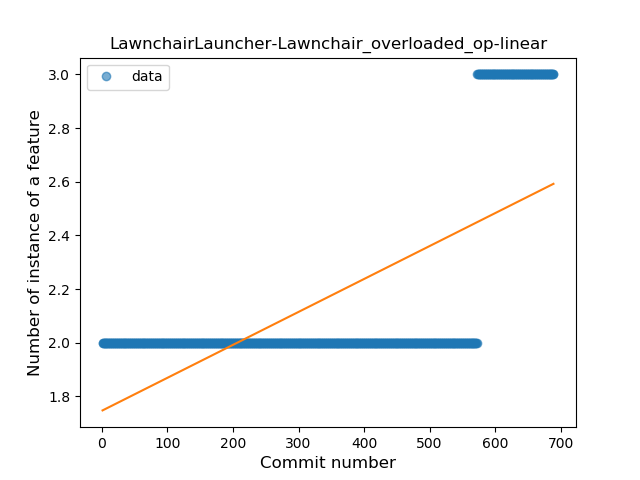 LawnchairLauncher-Lawnchair_overloaded_op-linear
data
Number of instance of a feature
3.0
2.8
2.6
2.4
2.2
2.0
1.8
0 100 200 300 400 500 600 700
Commit number